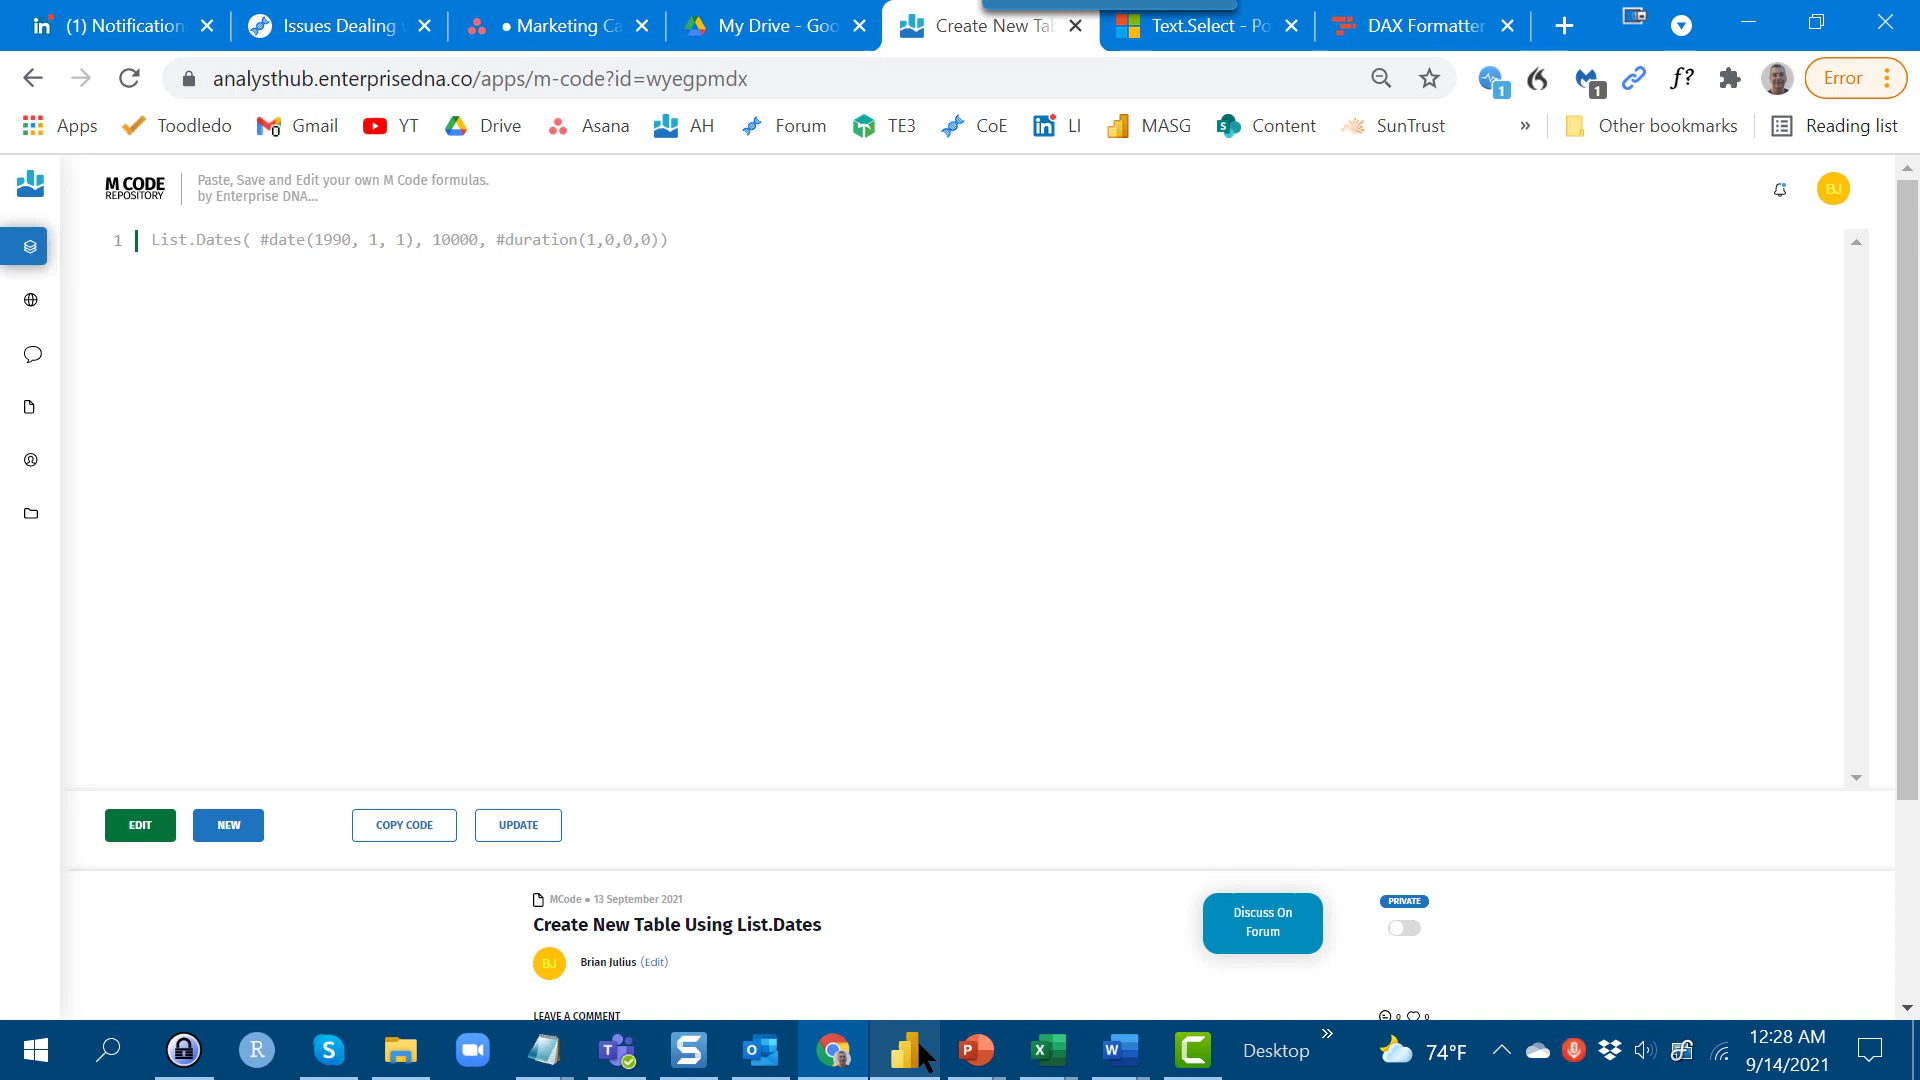 (1) Notification
Issues Dealing
• Marketing Ca
My Drive - Goo
Create New Tab
Text.Select - Po
DAX Formatter
analysthub.enterprisedna.co/apps/m-code?id=wyegpmdx
1
1
f?
Error
Apps
Toodledo
Gmail
YT
Drive
Asana
AH
Forum
TE3
CoE
LI
MASG
Content
SunTrust
»
Other bookmarks
Reading list
M CODE
REPOSITORY
Paste, Save and Edit your own M Code formulas.
by Enterprise DNA...
BJ
1 List.Dates( #date(1990, 1, 1), 10000, #duration(1,0,0,0))
EDIT
NEW
COPY CODE
UPDATE
MCode • 13 September 2021
Create New Table Using List.Dates
BJ
Brian Julius (Edit)
Discuss On
Forum
PRIVATE
LEAVE A COMMENT
0
0
Desktop
»
74°F
12:28 AM
9/14/2021